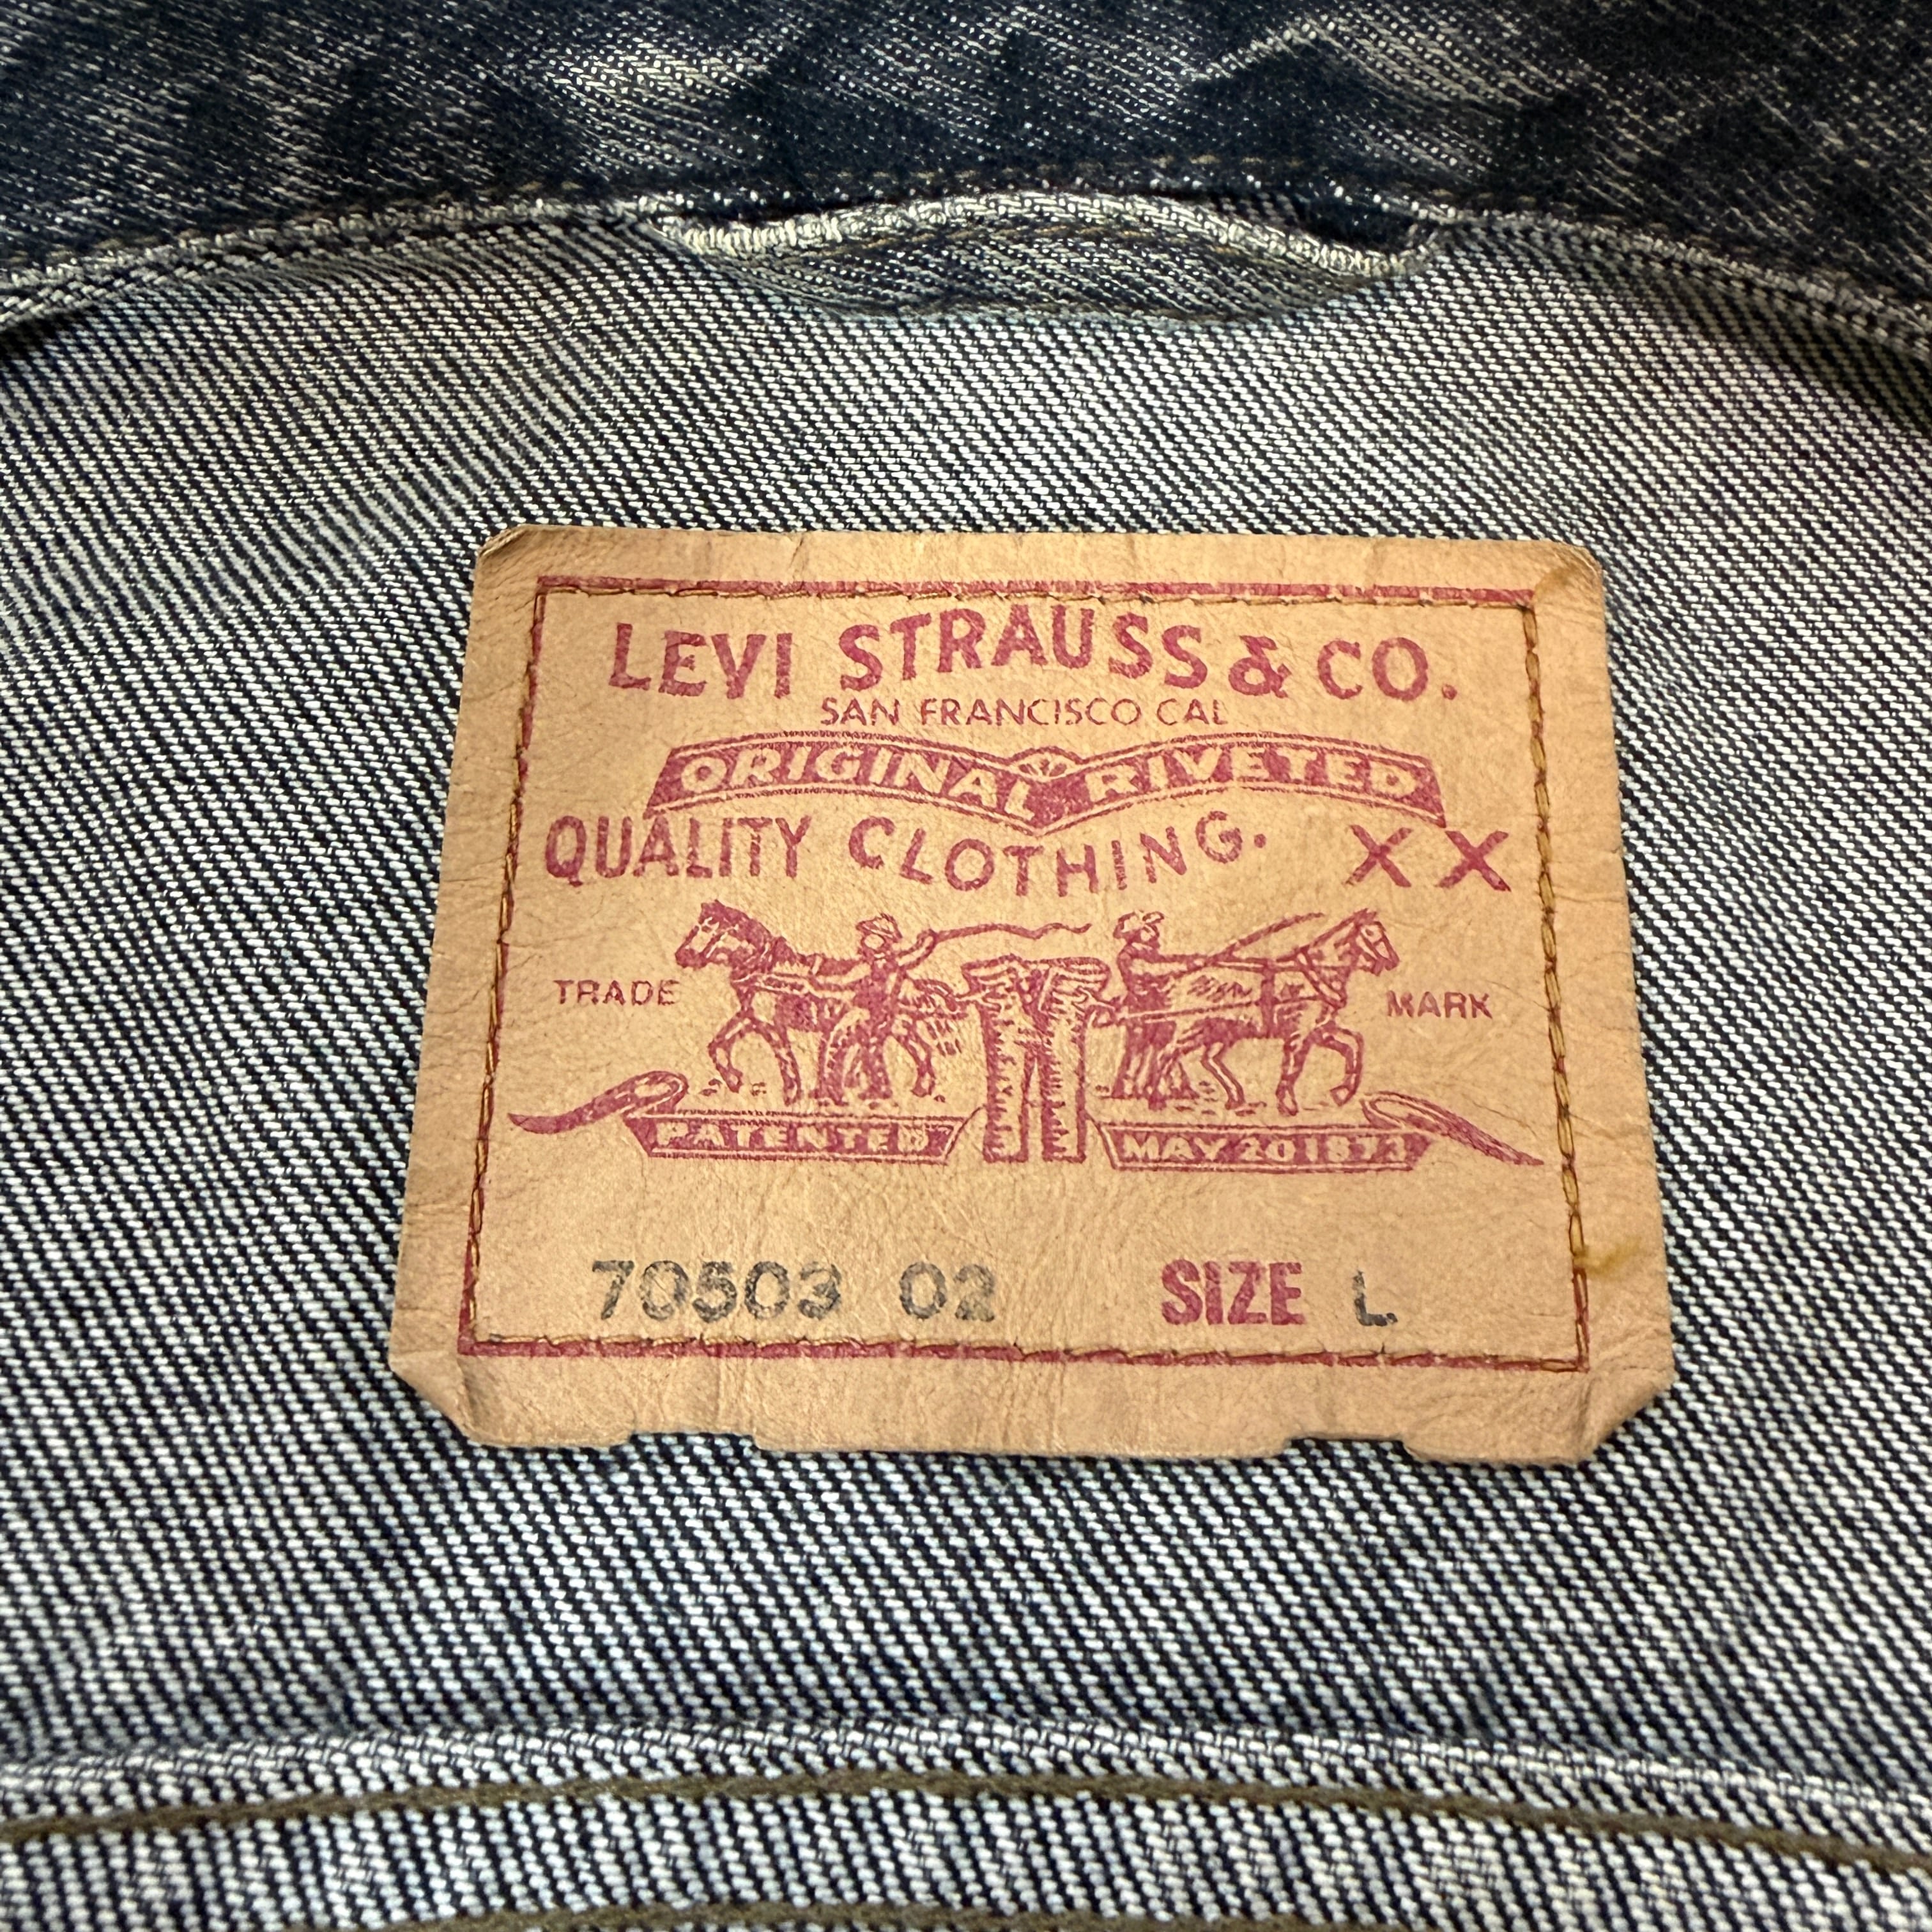 LEVI STRAUSS & CO.
SAN FRANCISCO CAL
ORIGINAL RIVETED
QUALITY CLOTHING. XX
TRADE MARK
PATENTED MAY 20 1873
70503 02 SIZE L